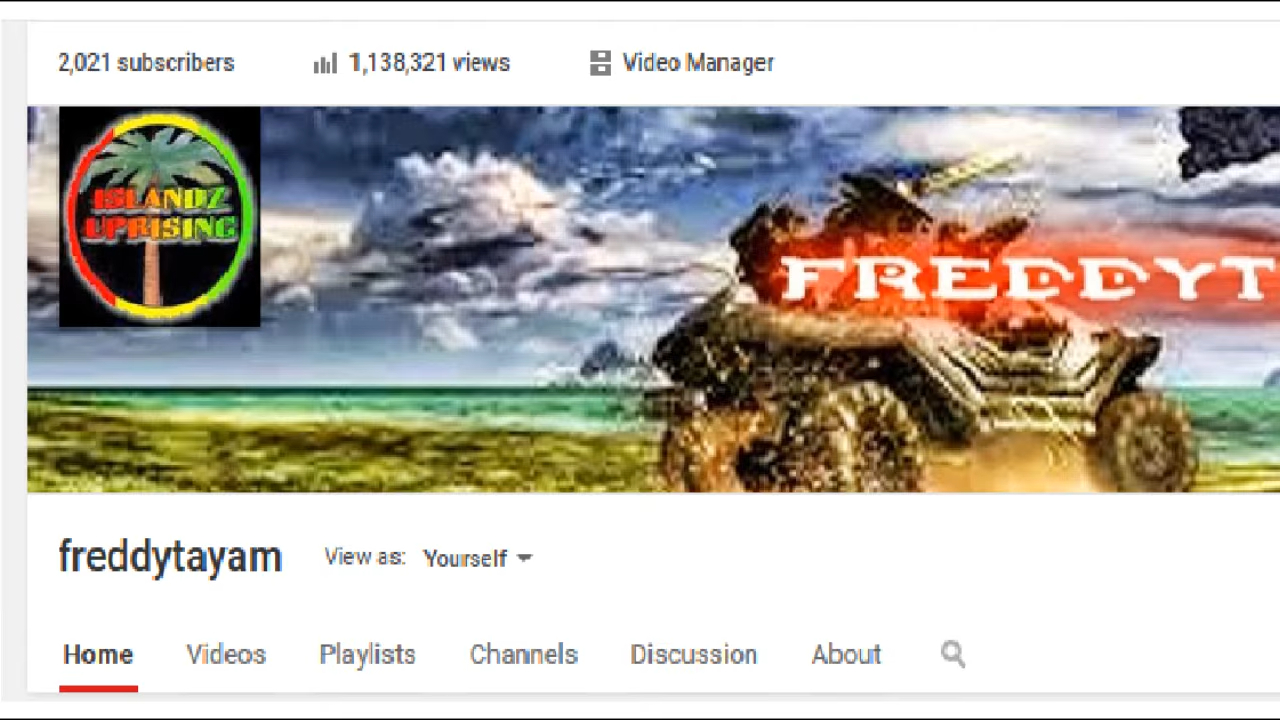 2,021 subscribers 1,138,321 views Video Manager
ISLANDZ
UPRISING
FREDDYT
freddytayam View as: Yourself
Home Videos Playlists Channels Discussion About